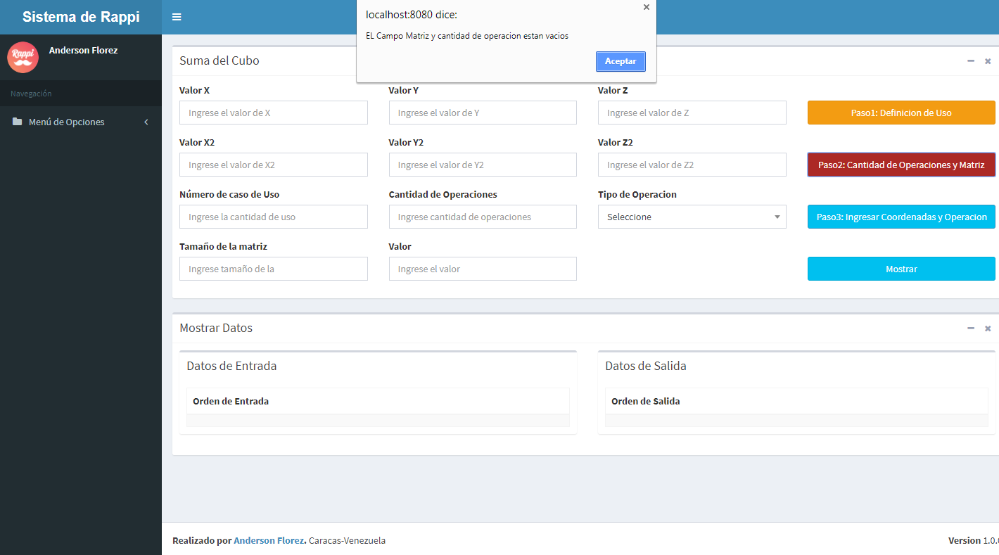 Sistema de Rappi
localhost:8080 dice:
EL Campo Matriz y cantidad de operacion estan vacios
Aceptar
Rappi
Anderson Florez
Navegación
Menú de Opciones
Suma del Cubo
Valor X
Valor Y
Valor Z
Ingrese el valor de X
Ingrese el valor de Y
Ingrese el valor de Z
Paso1: Definicion de Uso
Valor X2
Valor Y2
Valor Z2
Ingrese el valor de X2
Ingrese el valor de Y2
Ingrese el valor de Z2
Paso2: Cantidad de Operaciones y Matriz
Número de caso de Uso
Cantidad de Operaciones
Tipo de Operacion
Ingrese la cantidad de uso
Ingrese cantidad de operaciones
Seleccione
Paso3: Ingresar Coordenadas y Operacion
Tamaño de la matriz
Valor
Ingrese tamaño de la
Ingrese el valor
Mostrar
Mostrar Datos
Datos de Entrada
Datos de Salida
Orden de Entrada
Orden de Salida
Realizado por Anderson Florez. Caracas-Venezuela
Version 1.0.